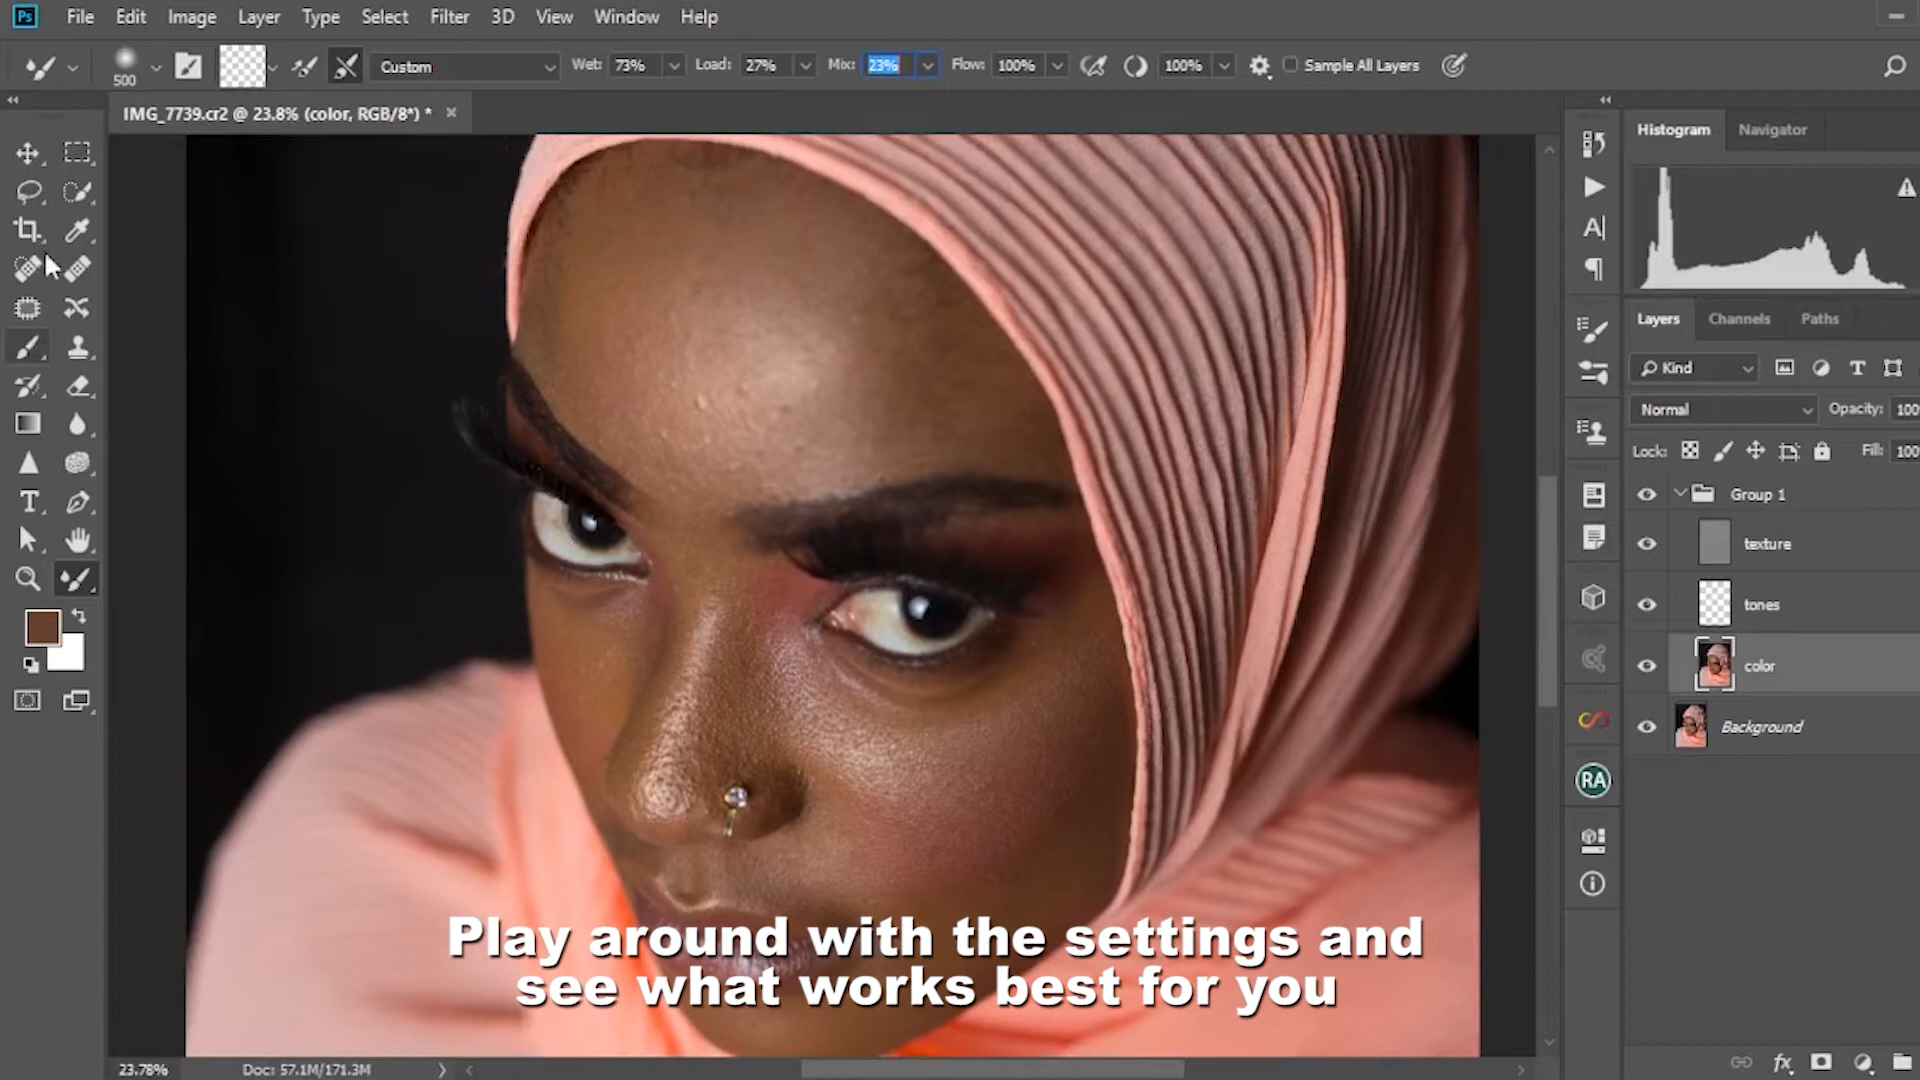 Ps File Edit Image Layer Type Select Filter 3D View Window Help
500 Custom Wet: 73% Load: 27% Mix: 23% Flow: 100% 100% Sample All Layers
IMG_7739.cr2 @ 23.8% (color, RGB/8*) *
Histogram Navigator
Layers Channels Paths
Kind
Normal Opacity: 100
Lock: Fill: 100
Group 1
texture
tones
color
Background
RA
Play around with the settings and
see what works best for you
23.78% Doc: 57.1M/171.3M
fx